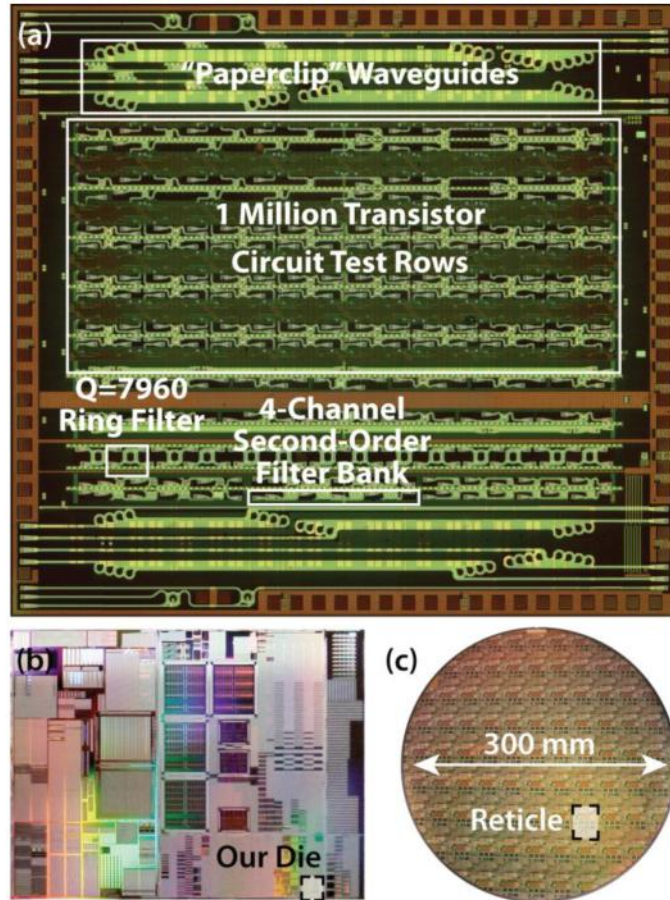 (a)
“Paperclip” Waveguides
1 Million Transistor
Circuit Test Rows
Q=7960
Ring Filter
4-Channel
Second-Order
Filter Bank
(b)
Our Die
(c)
300 mm
Reticle